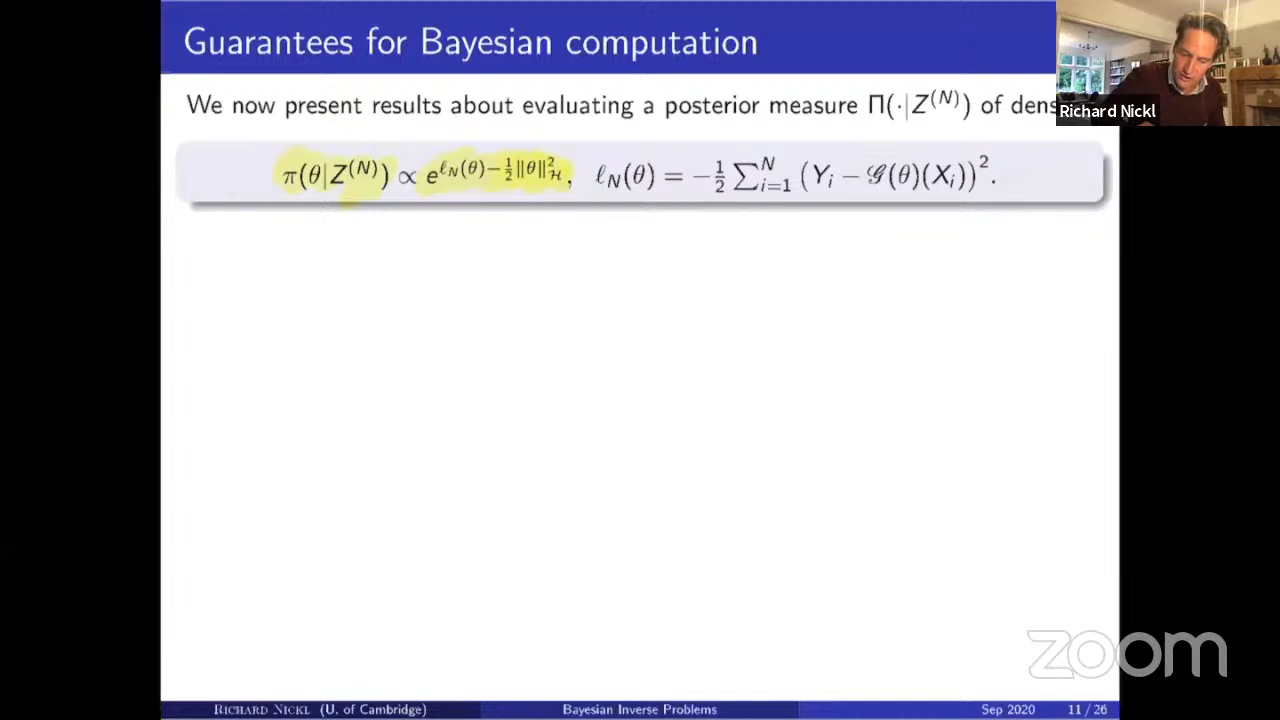 Guarantees for Bayesian computation
Richard Nickl
We now present results about evaluating a posterior measure Π(·|Z^(N)) of dens
π(θ|Z^(N)) ∝ e^{ℓ_N(θ)−½‖θ‖²_ℋ}, ℓ_N(θ) = −½ ∑_{i=1}^N (Y_i − 𝒢(θ)(X_i))².
zoom
RICHARD NICKL (U. of Cambridge) Bayesian Inverse Problems Sep 2020 11 / 26